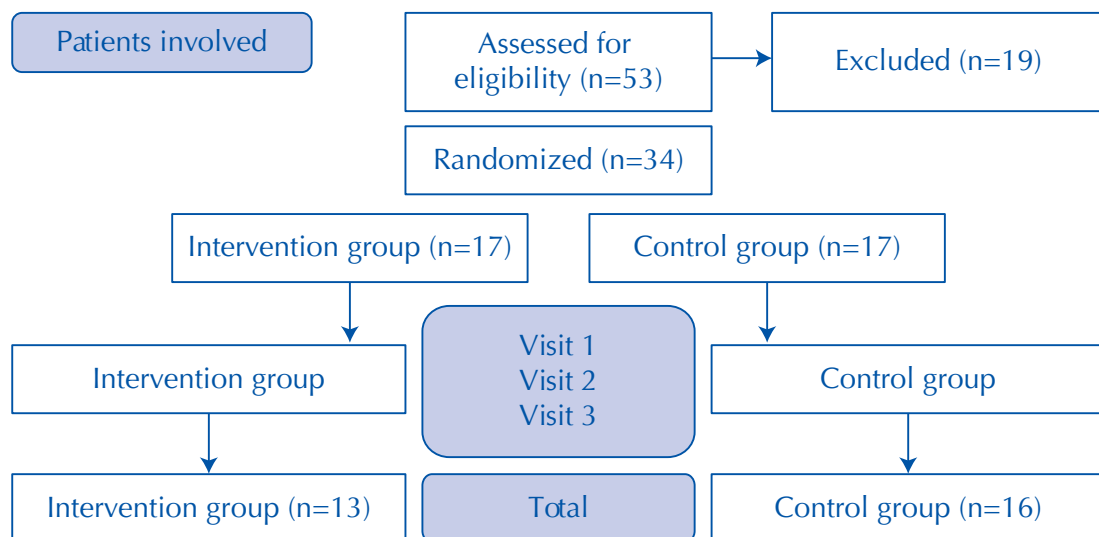 Patients involved
Assessed for
eligibility (n=53)
Excluded (n=19)
Randomized (n=34)
Intervention group (n=17)
Control group (n=17)
Visit 1
Visit 2
Visit 3
Intervention group
Control group
Intervention group (n=13)
Total
Control group (n=16)